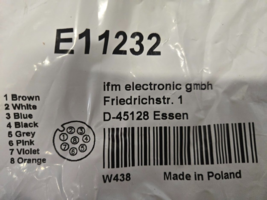 E11232
ifm electronic gmbh
Friedrichstr. 1
D-45128 Essen
1 Brown
2 White
3 Blue
4 Black
5 Grey
6 Pink
7 Violet
8 Orange
W438
Made in Poland